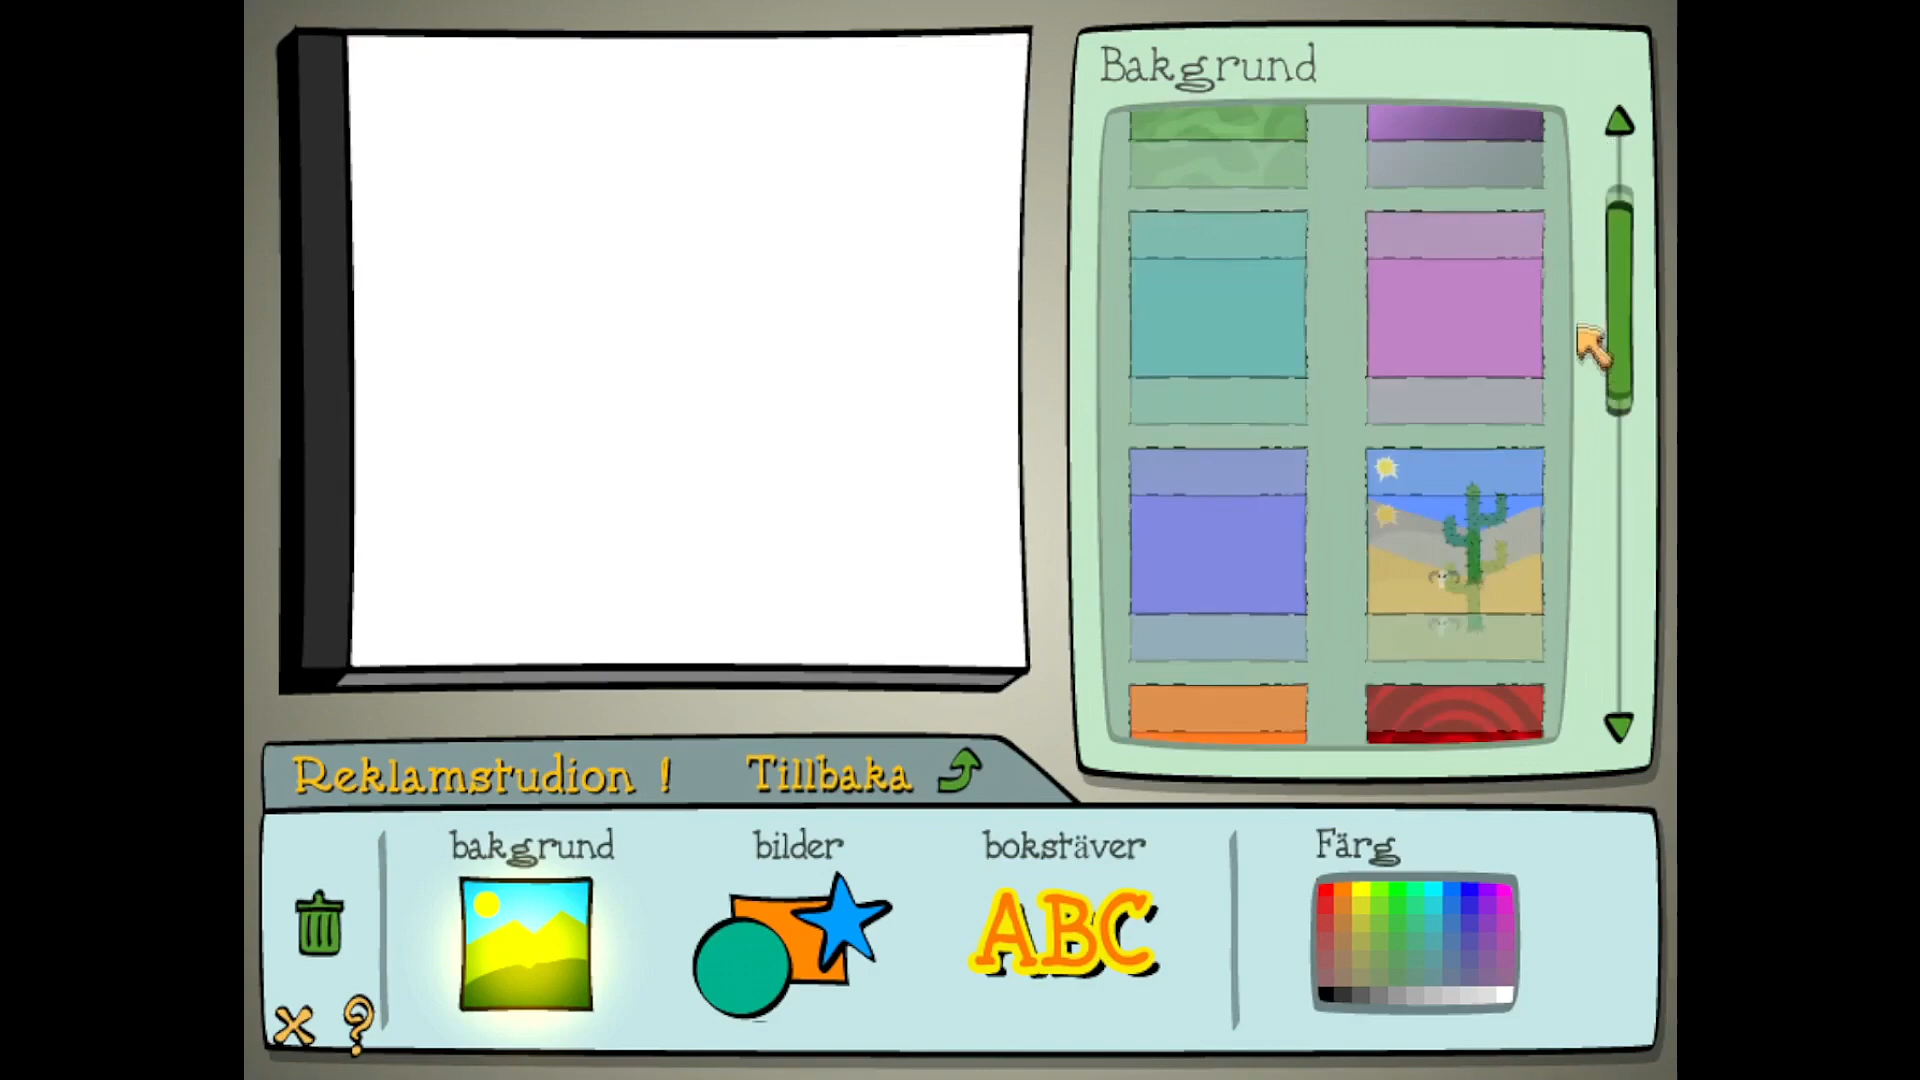 Bakgrund
Reklamstudion ! Tillbaka
bakgrund bilder bokstäver Färg
ABC
?